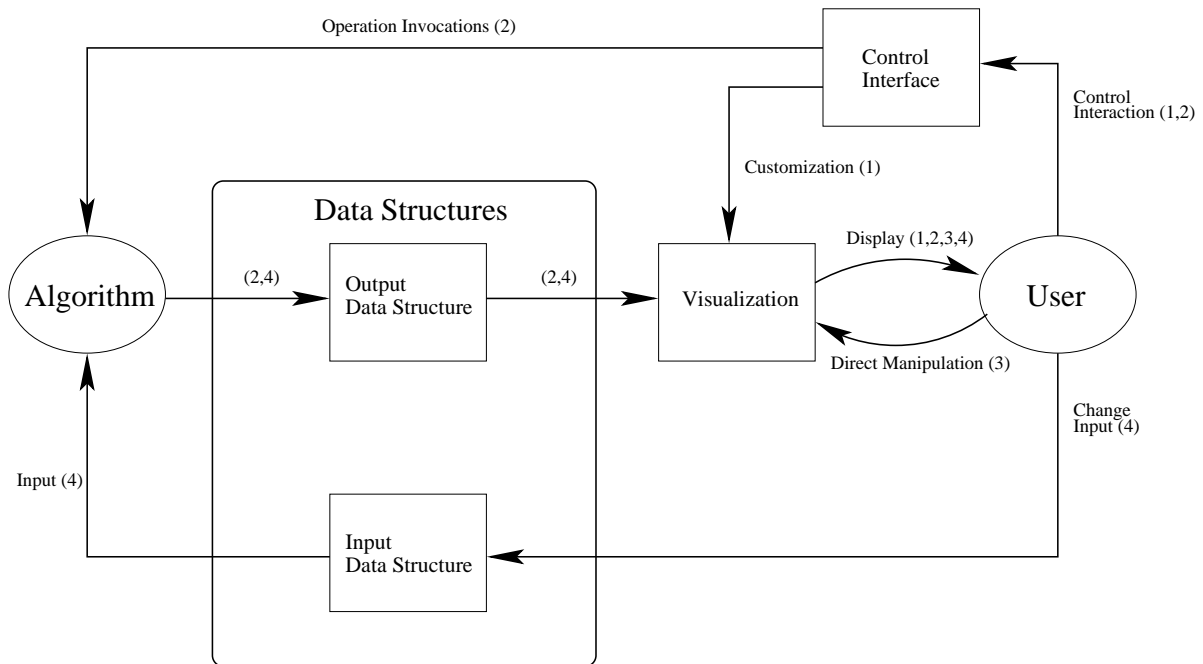 Operation Invocations (2)
Control
Interface
Control
Interaction (1,2)
Customization (1)
Data Structures
Display (1,2,3,4)
Algorithm
(2,4)
Output
Data Structure
(2,4)
Visualization
User
Direct Manipulation (3)
Change
Input (4)
Input (4)
Input
Data Structure